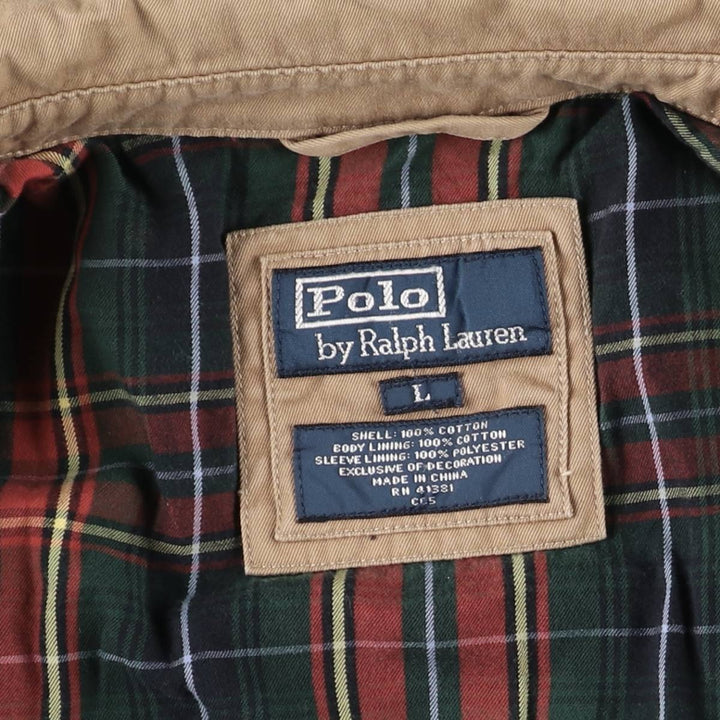 Polo
by Ralph Lauren
L
SHELL: 100% COTTON
BODY LINING: 100% COTTON
SLEEVE LINING: 100% POLYESTER
EXCLUSIVE OF DECORATION
MADE IN CHINA
RN 41381
CFS